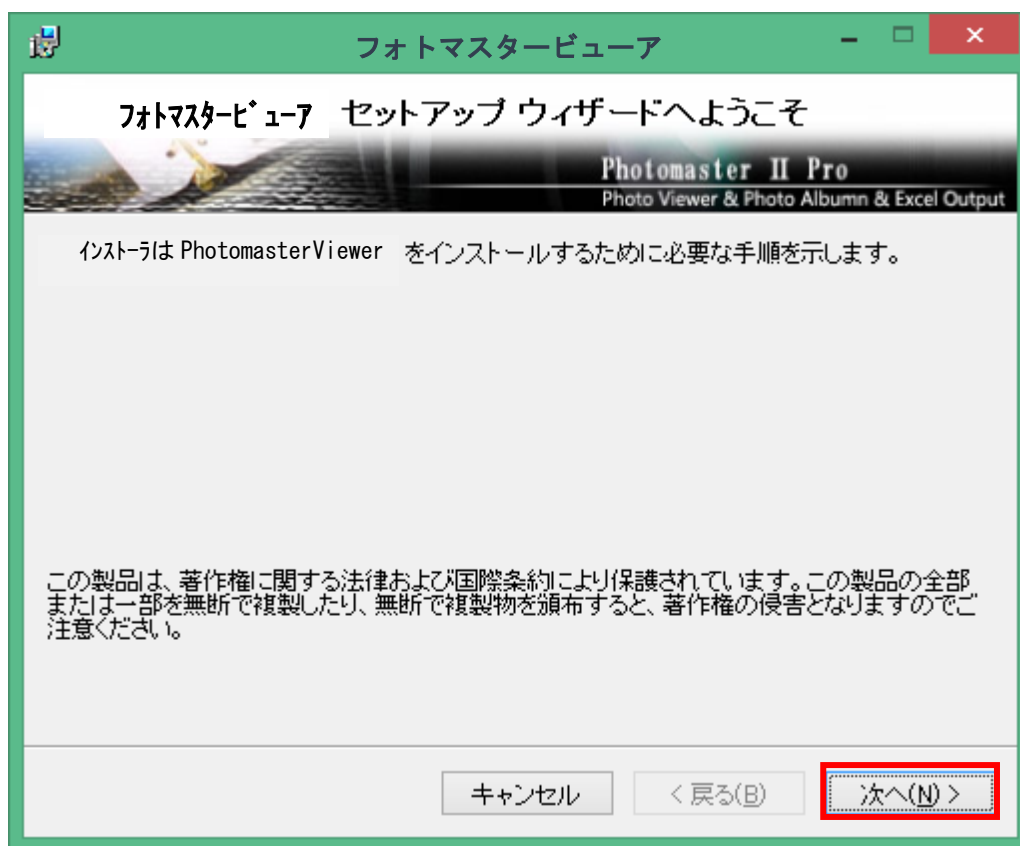 フォトマスタービューア
フォトマスタービューア セットアップ ウィザードへようこそ
Photomaster II Pro
Photo Viewer & Photo Albumn & Excel Output
インストーラは PhotomasterViewer をインストールするために必要な手順を示します。
この製品は、著作権に関する法律および国際条約により保護されています。この製品の全部
または一部を無断で複製したり、無断で複製物を頒布すると、著作権の侵害となりますのでご
注意ください。
キャンセル < 戻る(B) 次へ(N) >